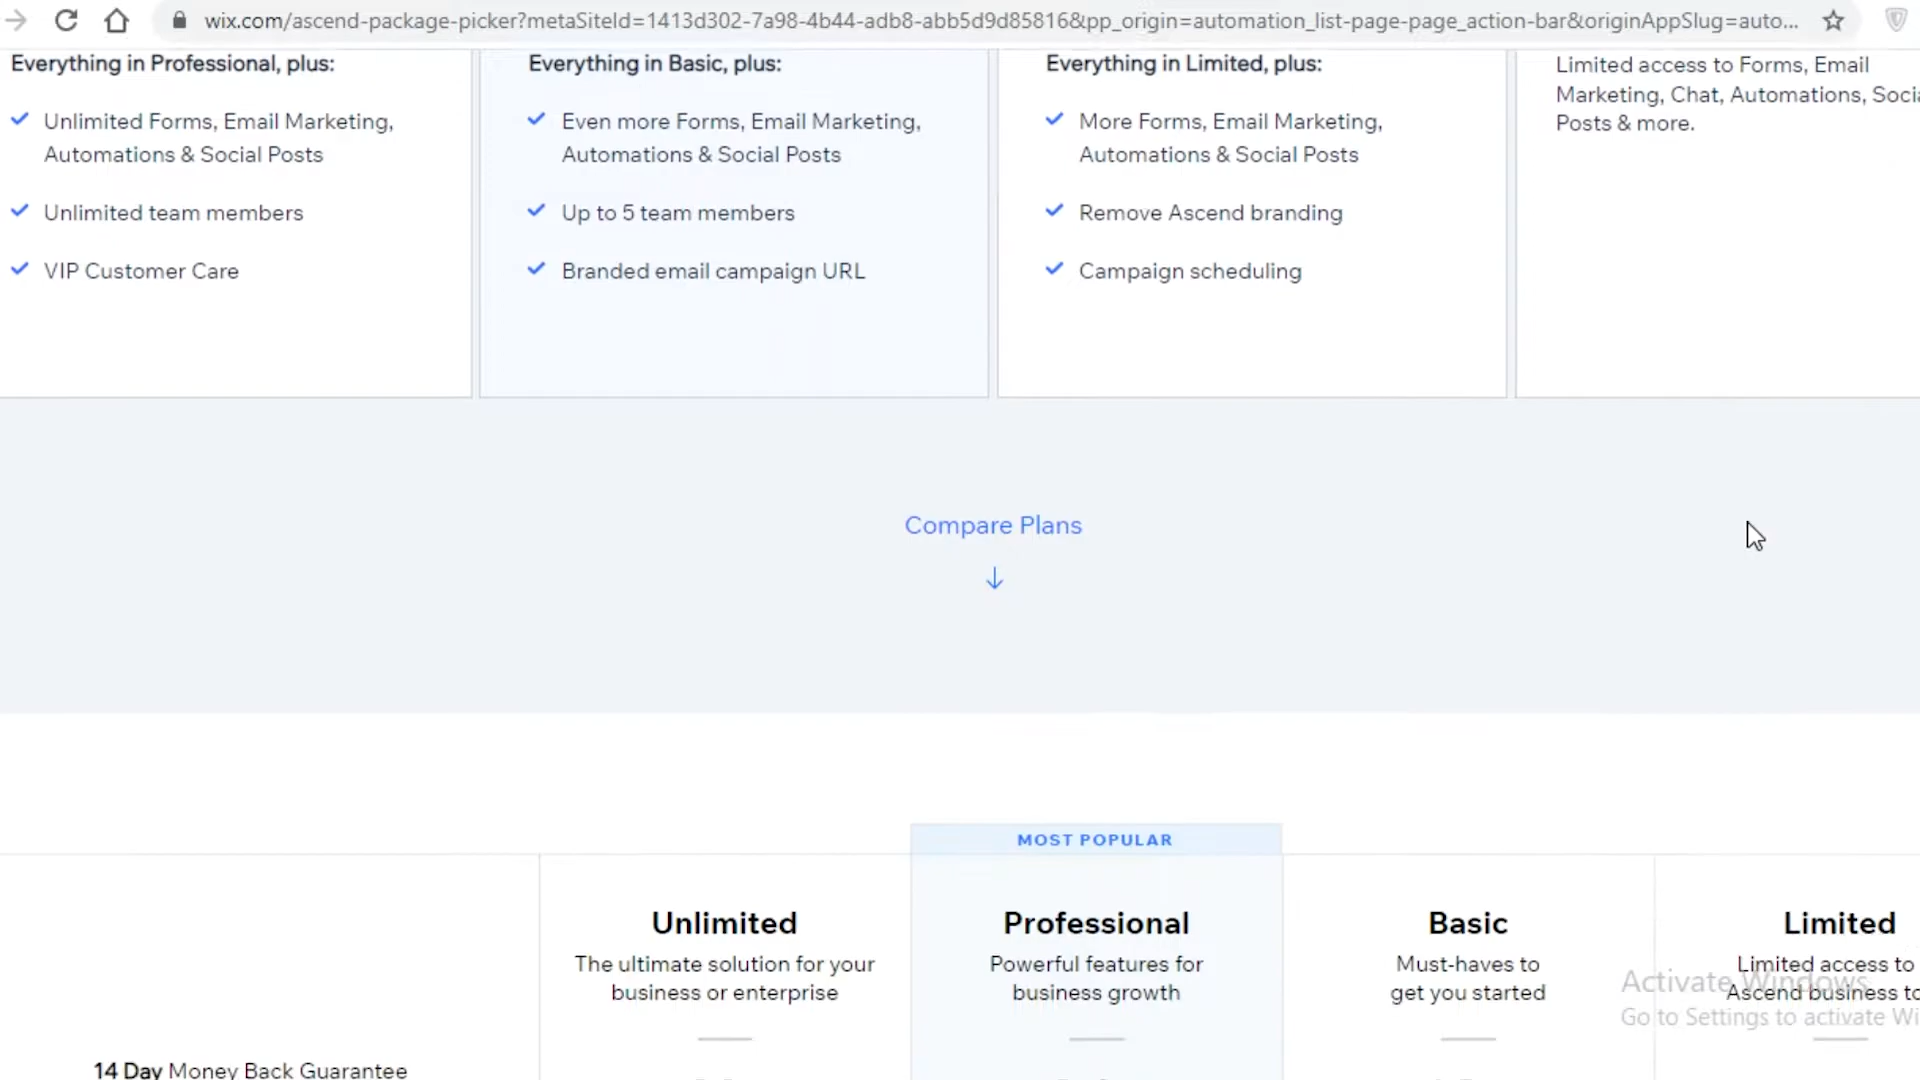 wix.com/ascend-package-picker?metaSiteId=1413d302-7a98-4b44-adb8-abb5d9d85816&pp_origin=automation_list-page-page_action-bar&originAppSlug=auto...
Everything in Professional, plus:
Unlimited Forms, Email Marketing,
Automations & Social Posts
Unlimited team members
VIP Customer Care
Everything in Basic, plus:
Even more Forms, Email Marketing,
Automations & Social Posts
Up to 5 team members
Branded email campaign URL
Everything in Limited, plus:
More Forms, Email Marketing,
Automations & Social Posts
Remove Ascend branding
Campaign scheduling
Limited access to Forms, Email
Marketing, Chat, Automations, Socia
Posts & more.
Compare Plans
MOST POPULAR
Unlimited
The ultimate solution for your
business or enterprise
Professional
Powerful features for
business growth
Basic
Must-haves to
get you started
Limited
Limited access to
Ascend business to
Activate Windows
Go to Settings to activate Wi
14 Day Money Back Guarantee